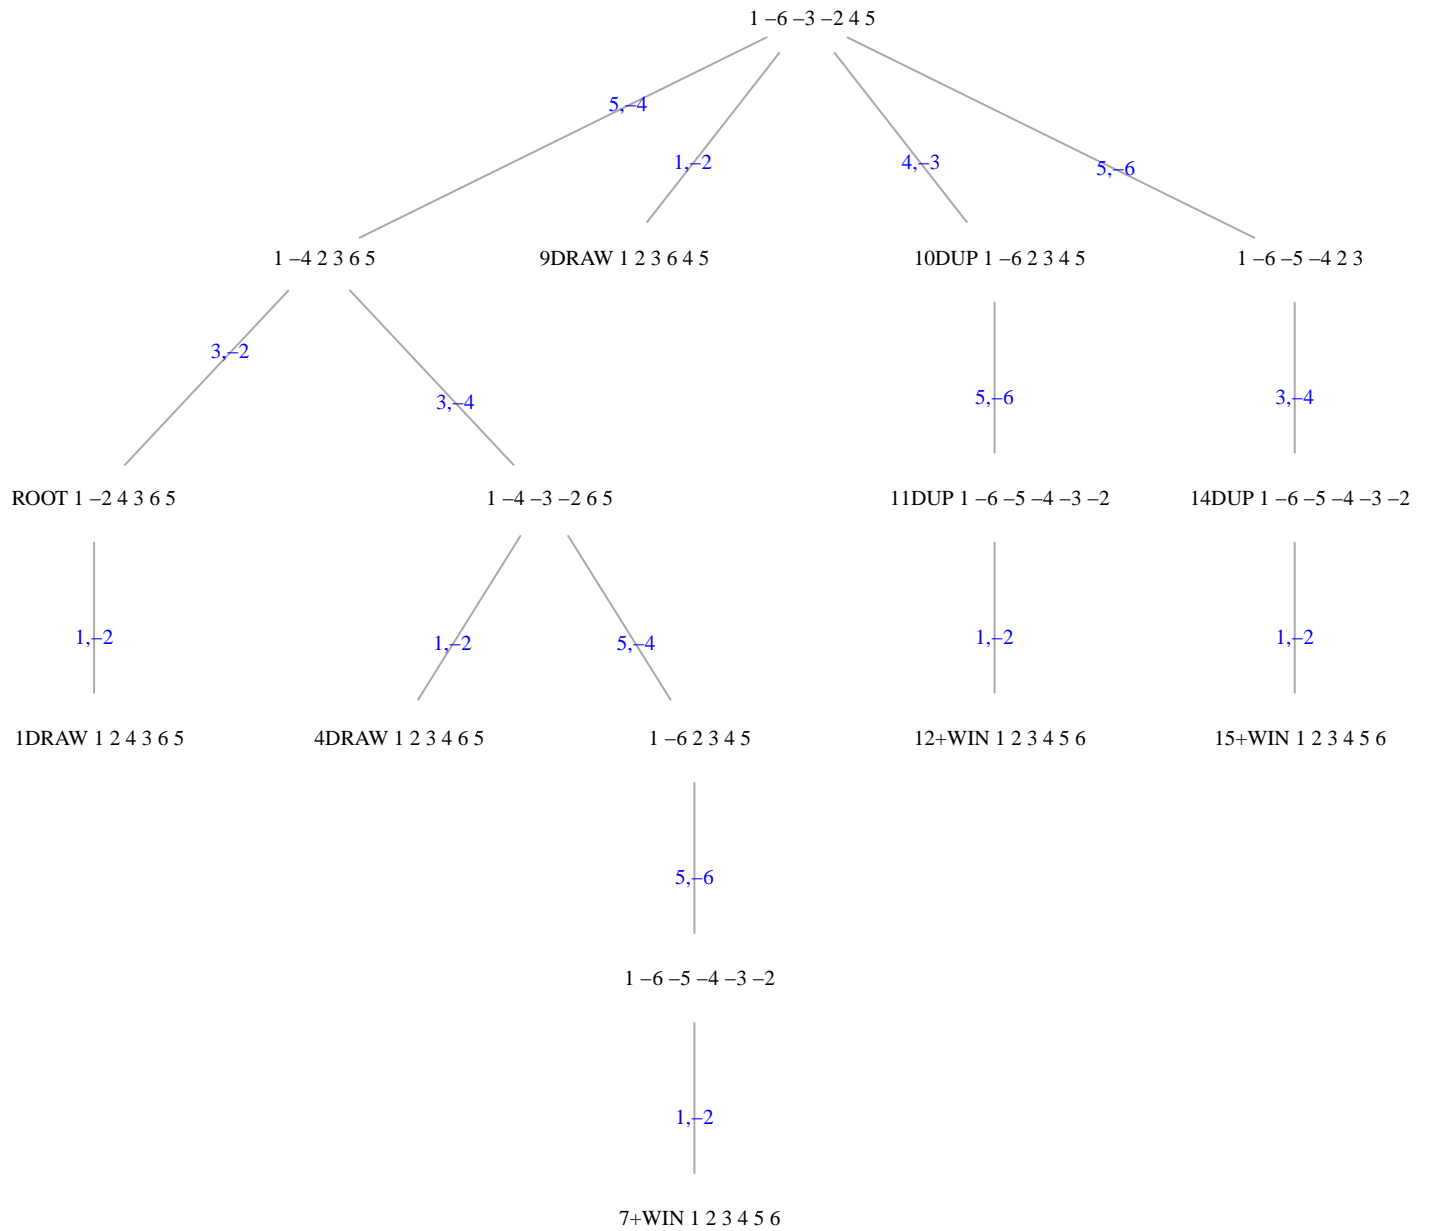 1 –6 –3 –2 4 5
5,–4
1,–2
4,–3
5,–6
1 –4 2 3 6 5
9DRAW 1 2 3 6 4 5
10DUP 1 –6 2 3 4 5
1 –6 –5 –4 2 3
3,–2
3,–4
5,–6
3,–4
ROOT 1 –2 4 3 6 5
1 –4 –3 –2 6 5
11DUP 1 –6 –5 –4 –3 –2
14DUP 1 –6 –5 –4 –3 –2
1,–2
1,–2
5,–4
1,–2
1,–2
1DRAW 1 2 4 3 6 5
4DRAW 1 2 3 4 6 5
1 –6 2 3 4 5
12+WIN 1 2 3 4 5 6
15+WIN 1 2 3 4 5 6
5,–6
1 –6 –5 –4 –3 –2
1,–2
7+WIN 1 2 3 4 5 6